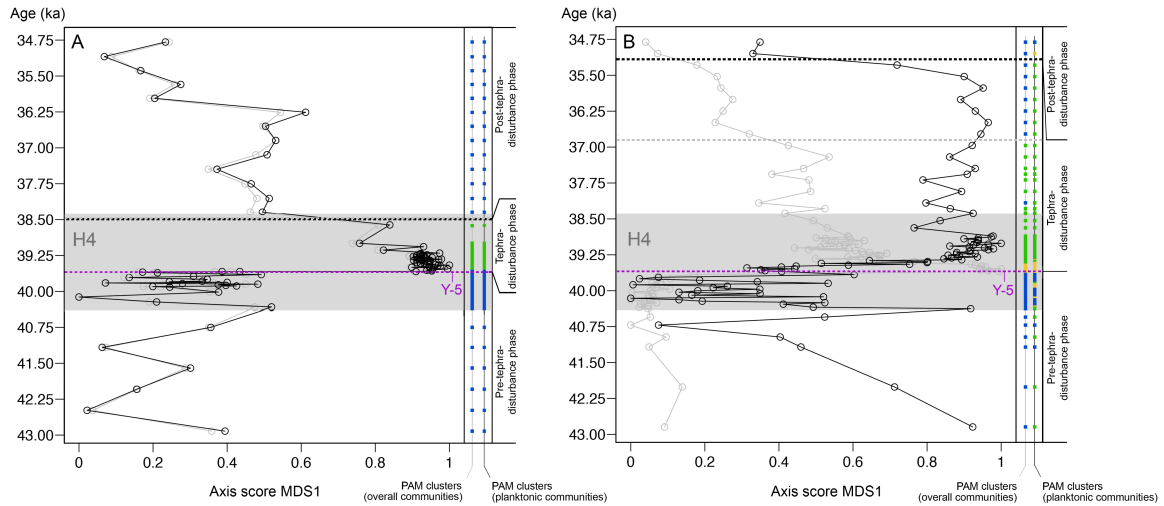 Age (ka)
A
34.75
35.50
36.25
37.00
37.75
38.50
39.25
40.00
40.75
41.50
42.25
43.00
H4
Y-5
0
0.2
0.4
0.6
0.8
1
Axis score MDS1
PAM clusters
(overall communities)
PAM clusters
(planktonic communities)
Post-tephra-
disturbance phase
Tephra-
disturbance phase
Pre-tephra-
disturbance phase
Age (ka)
B
34.75
35.50
36.25
37.00
37.75
38.50
39.25
40.00
40.75
41.50
42.25
43.00
H4
Y-5
0
0.2
0.4
0.6
0.8
1
Axis score MDS1
PAM clusters
(overall communities)
PAM clusters
(planktonic communities)
Post-tephra-
disturbance phase
Tephra-
disturbance phase
Pre-tephra-
disturbance phase